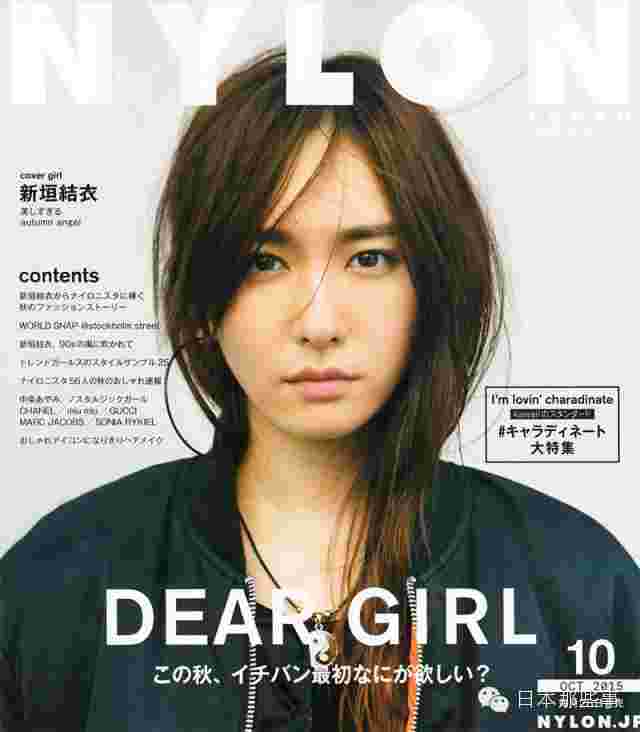 NYLON
cover girl
新垣結衣
美しすぎる
autumn angel
contents
新垣結衣からナイロニスタに輝く
秋のファッションストーリー
WORLD SNAP @stockholm street
新垣結衣、90sの風に吹かれて
トレンドガールズのスタイルサンプル25
ナイロニスタ56人の秋のおしゃれ速報
中条あやみ、ノスタルジックガール
CHANEL / miu miu / GUCCI
MARC JACOBS / SONIA RYKIEL
おしゃれアイコンになりきりヘアメイク
I'm lovin' charadinate
kawaiiのスタンダード
#キャラディネート
大特集
DEAR GIRL
この秋、イチバン最初なにが欲しい?
10
OCT 2015
日本那些事
NYLON.JP